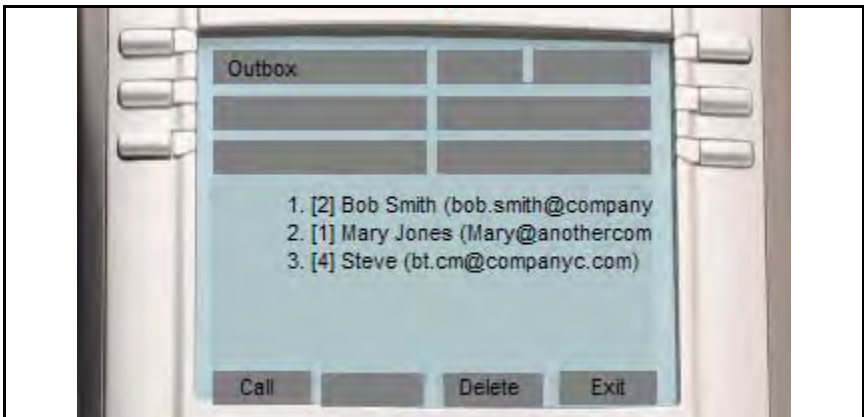 Outbox
1. [2] Bob Smith (bob.smith@company
2. [1] Mary Jones (Mary@anothercom
3. [4] Steve (bt.cm@companyc.com)
Call Delete Exit